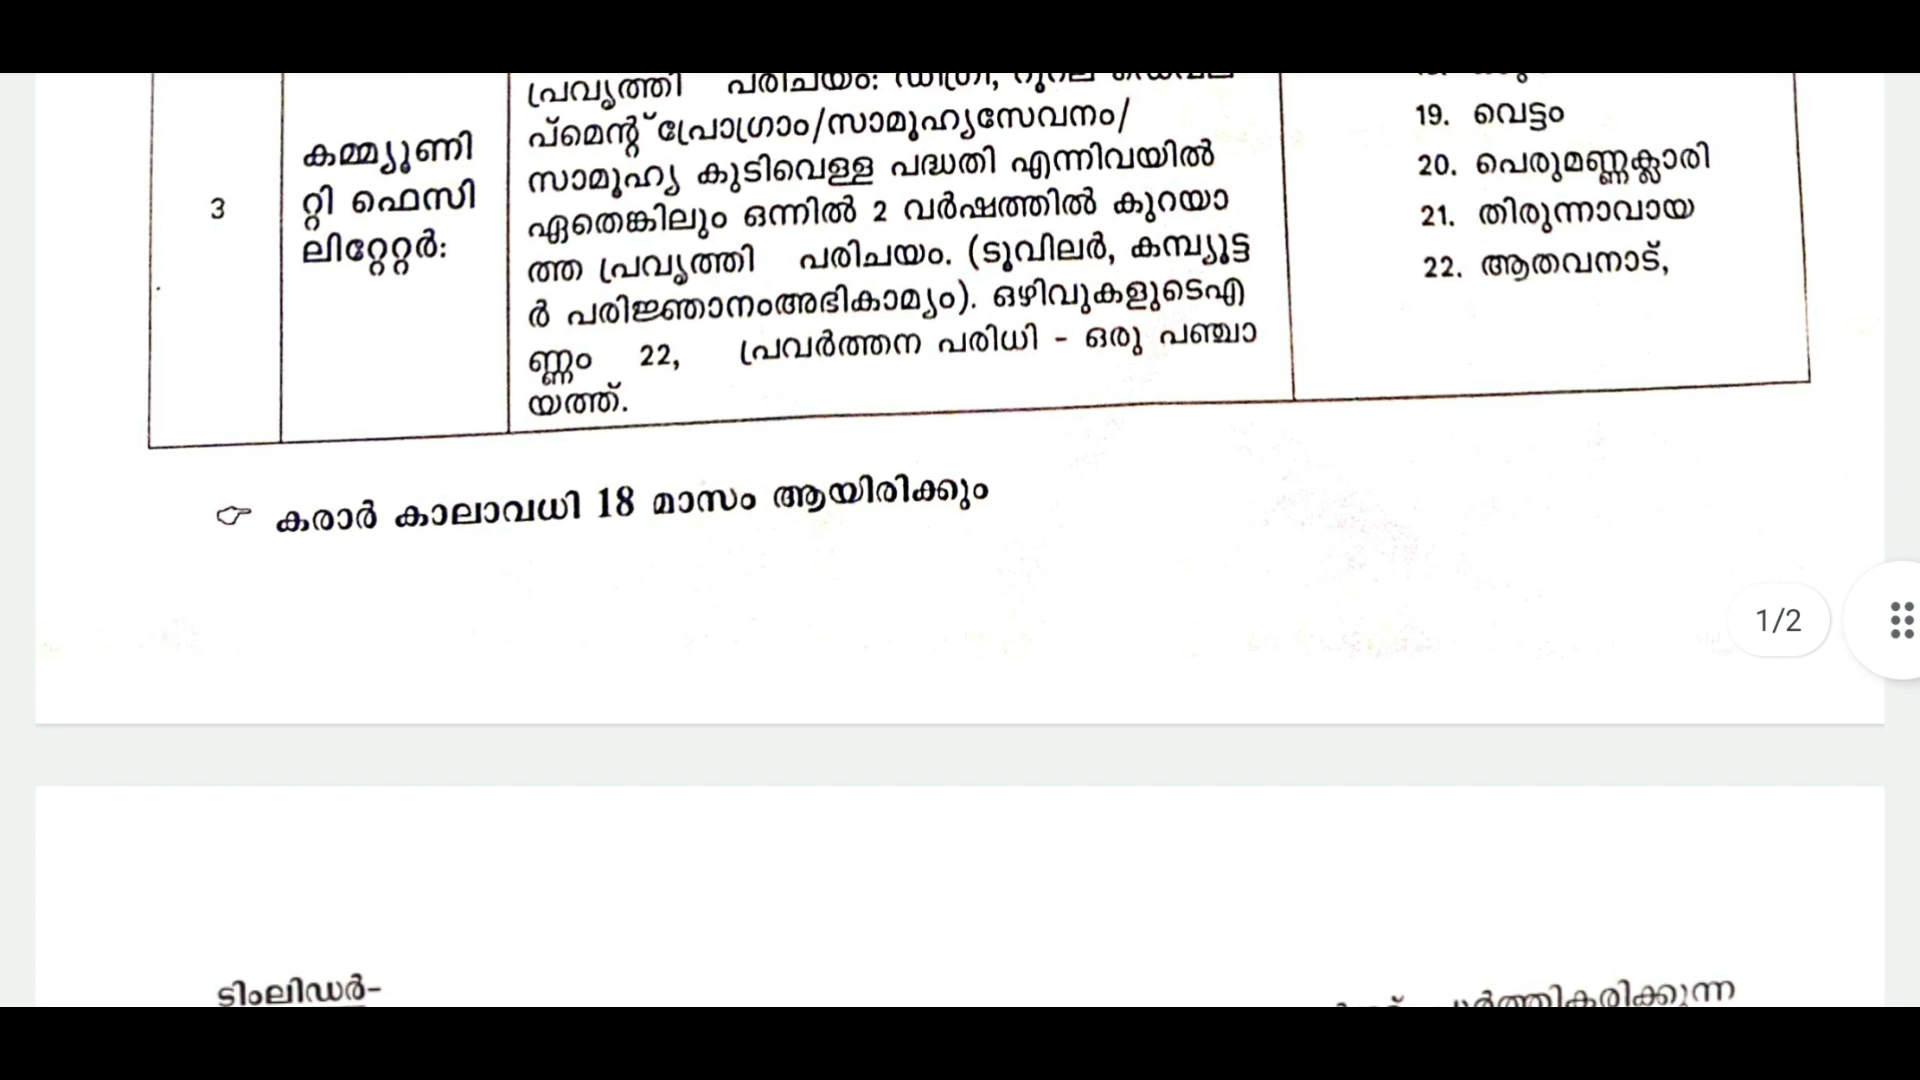 പ്രവൃത്തി പരിചയം:
19. വെട്ടം
പ്മെന്റ് പ്രോഗ്രാം/സാമൂഹ്യസേവനം/
കമ്മ്യൂണി
20. പെരുമണ്ണക്ലാരി
സാമൂഹ്യ കുടിവെള്ള പദ്ധതി എന്നിവയിൽ
3
റ്റി ഫെസി
21. തിരുന്നാവായ
ഏതെങ്കിലും ഒന്നിൽ 2 വർഷത്തിൽ കുറയാ
ലിറ്റേറ്റർ:
22. ആതവനാട്,
ത്ത പ്രവൃത്തി പരിചയം. (ടൂവിലർ, കമ്പ്യൂട്ട
ർ പരിജ്ഞാനംഅഭികാമ്യം). ഒഴിവുകളുടെഎ
ണ്ണം 22, പ്രവർത്തന പരിധി - ഒരു പഞ്ചാ
യത്ത്.
☞ കരാർ കാലാവധി 18 മാസം ആയിരിക്കും
1/2
ടിംലിഡർ-